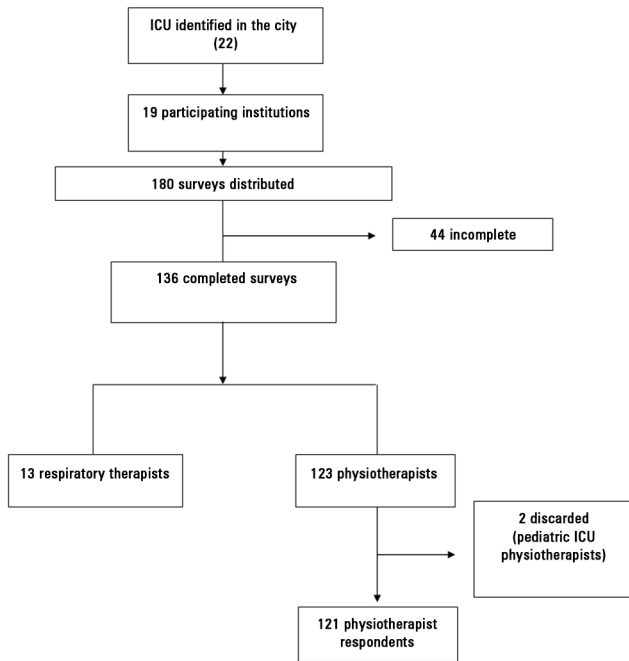 ICU identified in the city
(22)
19 participating institutions
180 surveys distributed
44 incomplete
136 completed surveys
13 respiratory therapists
123 physiotherapists
2 discarded
(pediatric ICU
physiotherapists)
121 physiotherapist
respondents